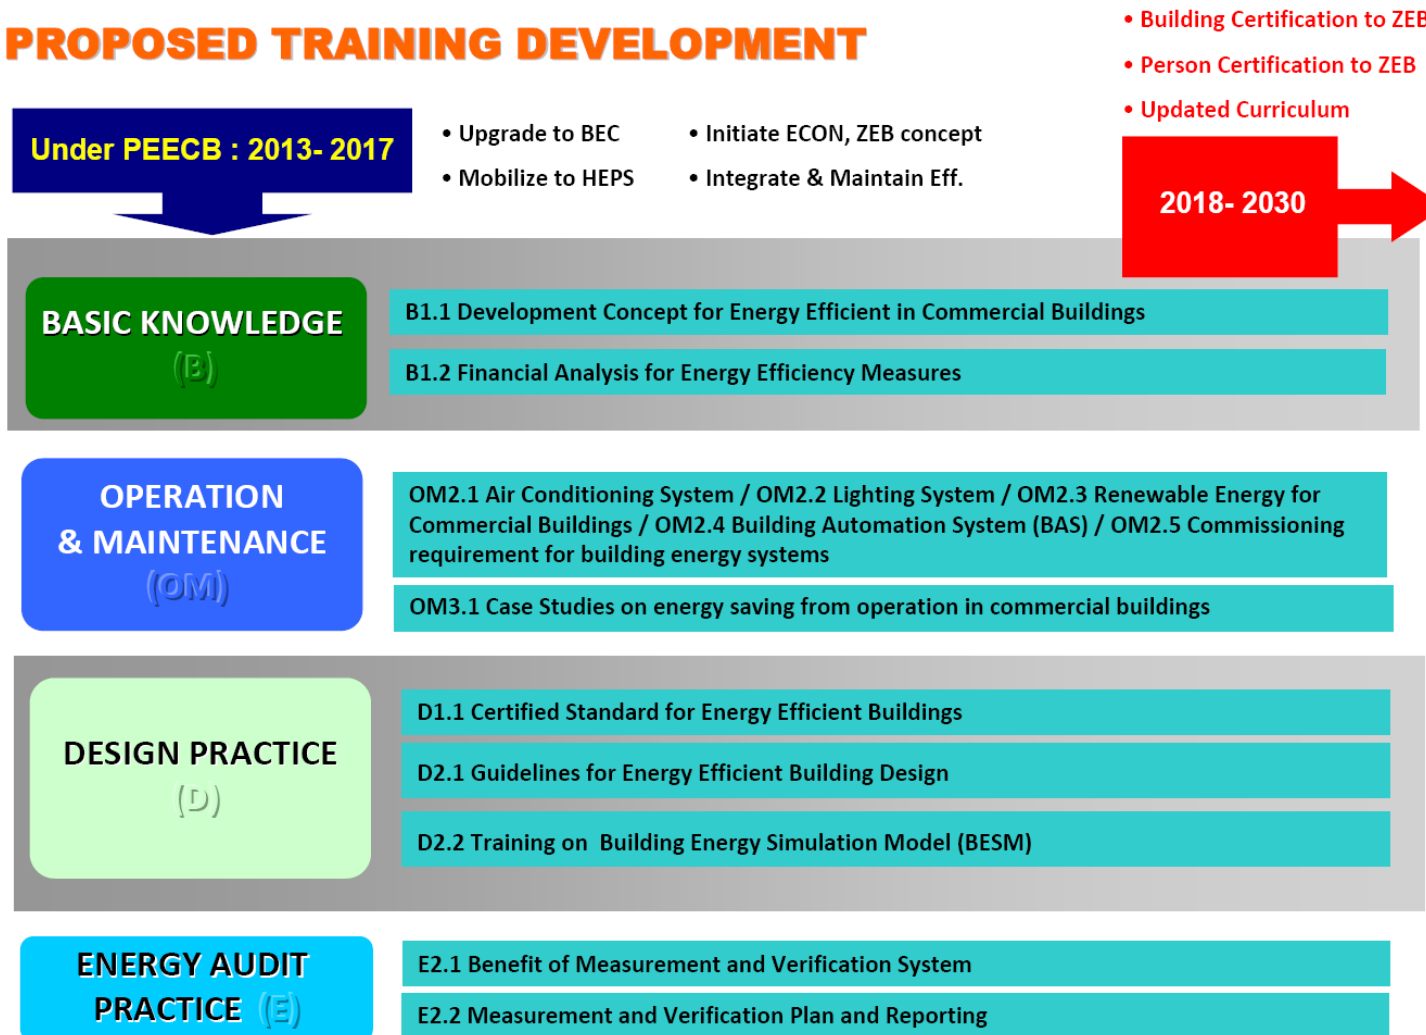 PROPOSED TRAINING DEVELOPMENT
• Building Certification to ZEB
• Person Certification to ZEB
• Updated Curriculum
Under PEECB : 2013- 2017
• Upgrade to BEC
• Mobilize to HEPS
• Initiate ECON, ZEB concept
• Integrate & Maintain Eff.
2018- 2030
BASIC KNOWLEDGE
(B)
B1.1 Development Concept for Energy Efficient in Commercial Buildings
B1.2 Financial Analysis for Energy Efficiency Measures
OPERATION
& MAINTENANCE
(OM)
OM2.1 Air Conditioning System / OM2.2 Lighting System / OM2.3 Renewable Energy for
Commercial Buildings / OM2.4 Building Automation System (BAS) / OM2.5 Commissioning
requirement for building energy systems
OM3.1 Case Studies on energy saving from operation in commercial buildings
DESIGN PRACTICE
(D)
D1.1 Certified Standard for Energy Efficient Buildings
D2.1 Guidelines for Energy Efficient Building Design
D2.2 Training on  Building Energy Simulation Model (BESM)
ENERGY AUDIT
PRACTICE (E)
E2.1 Benefit of Measurement and Verification System
E2.2 Measurement and Verification Plan and Reporting